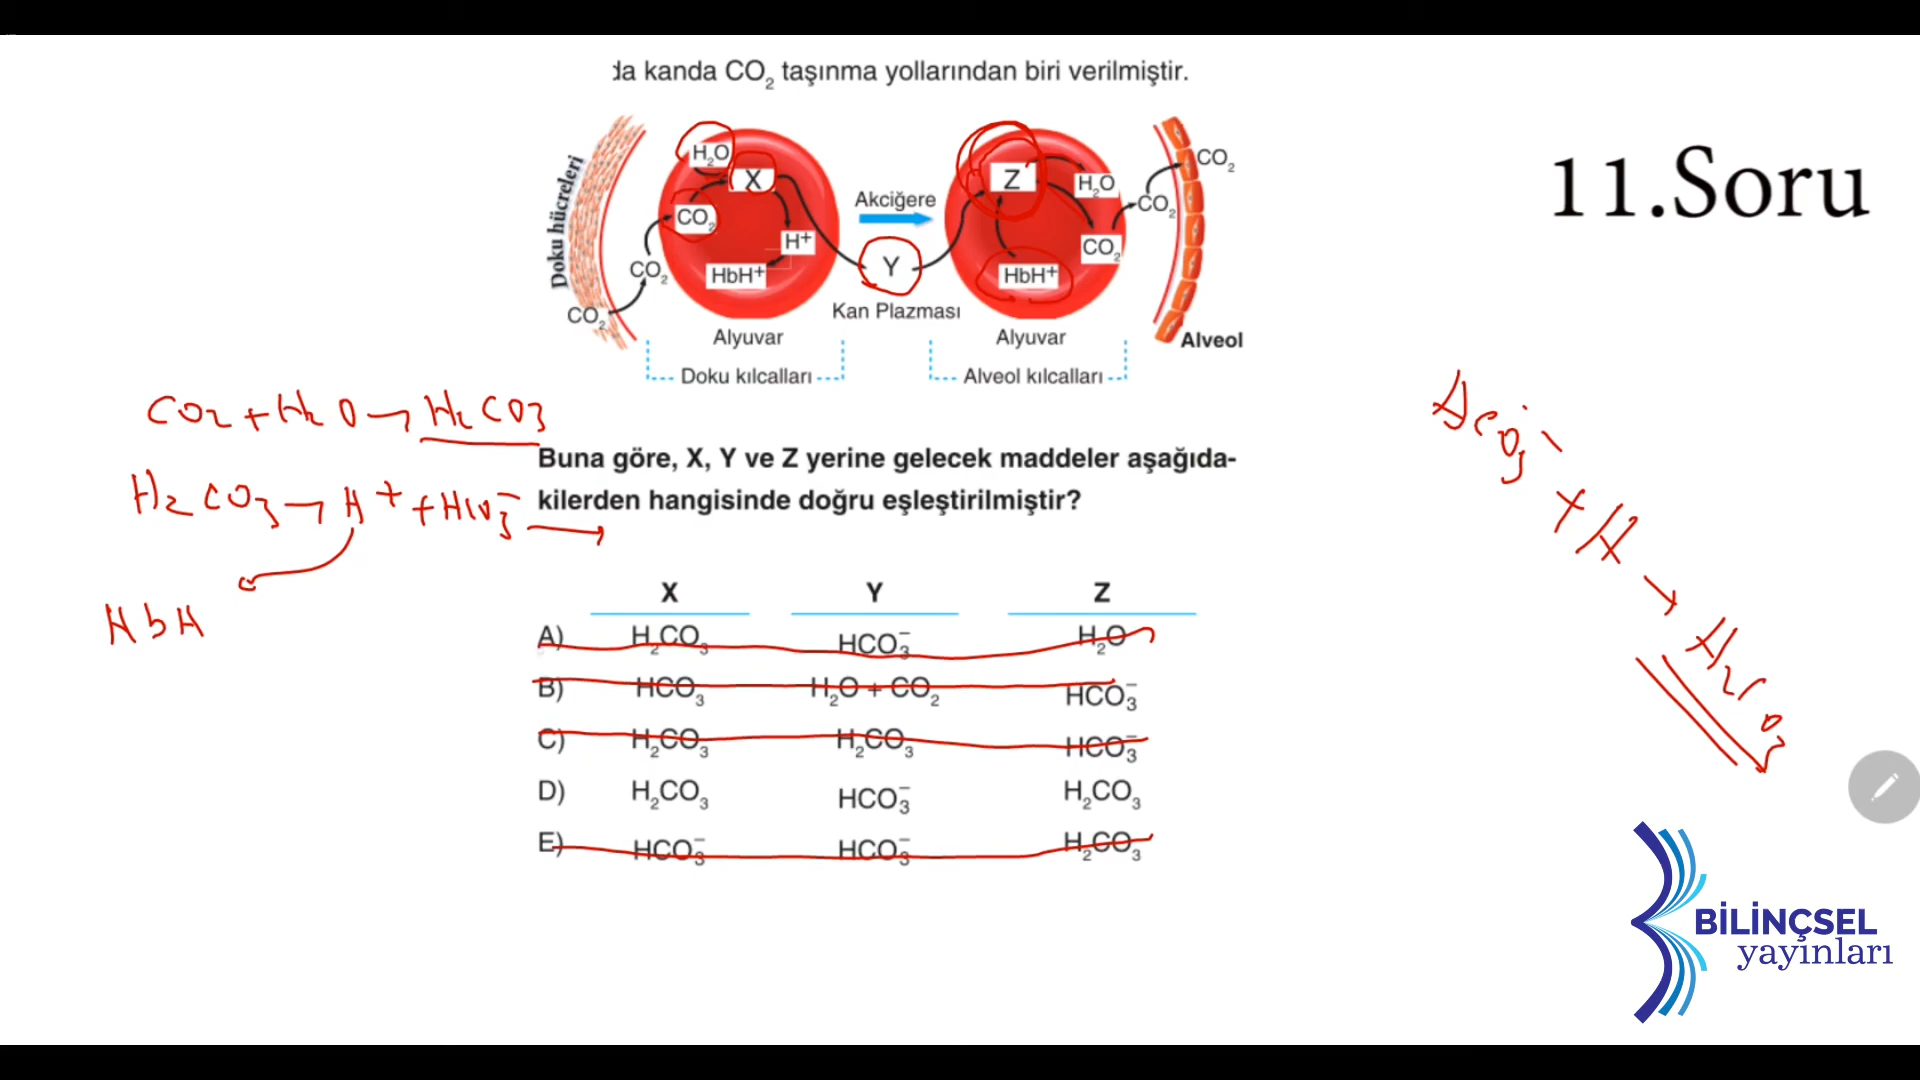 da kanda CO₂ taşınma yollarından biri verilmiştir.
11.Soru
Doku hücreleri
H₂O
X
CO₂
H⁺
HbH⁺
CO₂
CO₂
Akciğere
Y
Kan Plazması
Z
H₂O
CO₂
HbH⁺
CO₂
CO₂
Alyuvar
Alyuvar
Alveol
Doku kılcalları
Alveol kılcalları
CO₂ + H₂O → H₂CO₃
H₂CO₃ → H⁺ + HCO₃⁻
HbH
HCO₃⁻ + H → H₂CO₃
Buna göre, X, Y ve Z yerine gelecek maddeler aşağıda-
kilerden hangisinde doğru eşleştirilmiştir?
X Y Z
A) H₂CO₃ HCO₃⁻ H₂O
B) HCO₃ H₂O + CO₂ HCO₃⁻
C) H₂CO₃ H₂CO₃ HCO₃⁻
D) H₂CO₃ HCO₃⁻ H₂CO₃
E) HCO₃⁻ HCO₃⁻ H₂CO₃
BİLİNÇSEL
yayınları